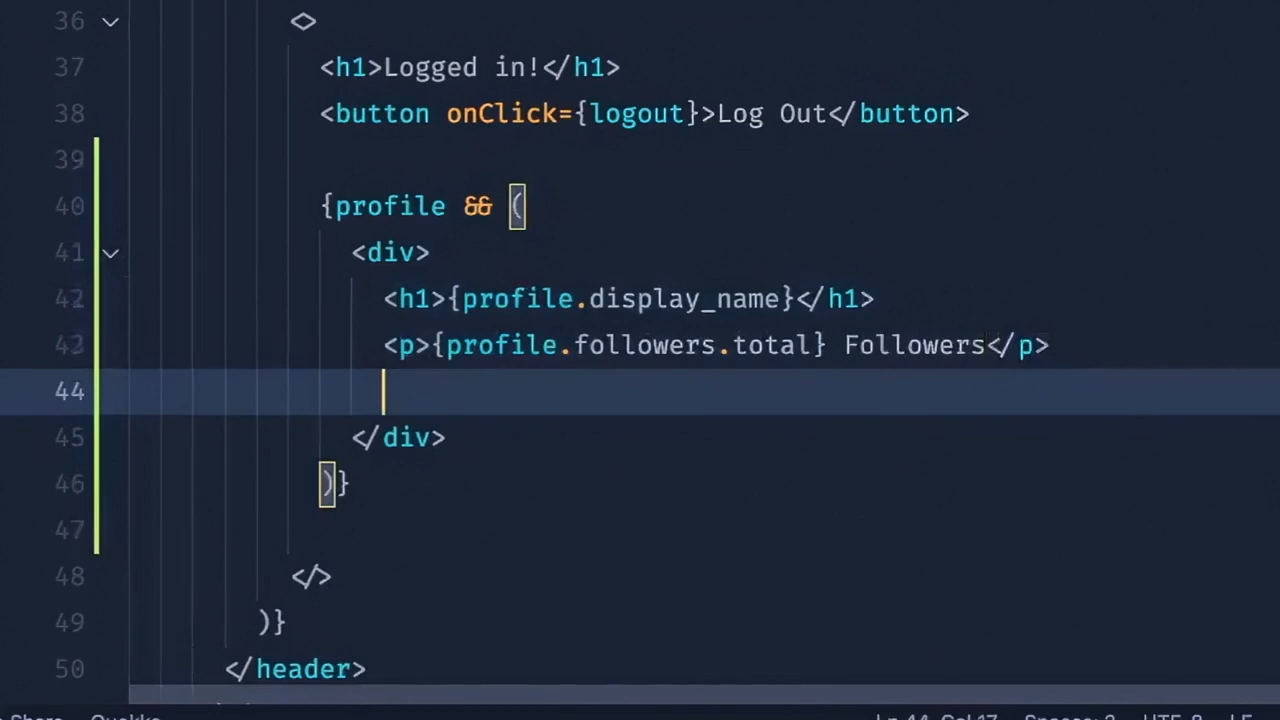 36 <>
37 <h1>Logged in!</h1>
38 <button onClick={logout}>Log Out</button>
39
40 {profile && (
41 <div>
42 <h1>{profile.display_name}</h1>
<p>{profile.followers.total} Followers</p>
44
45 </div>
46 )}
47
48 </>
49 )}
50 </header>